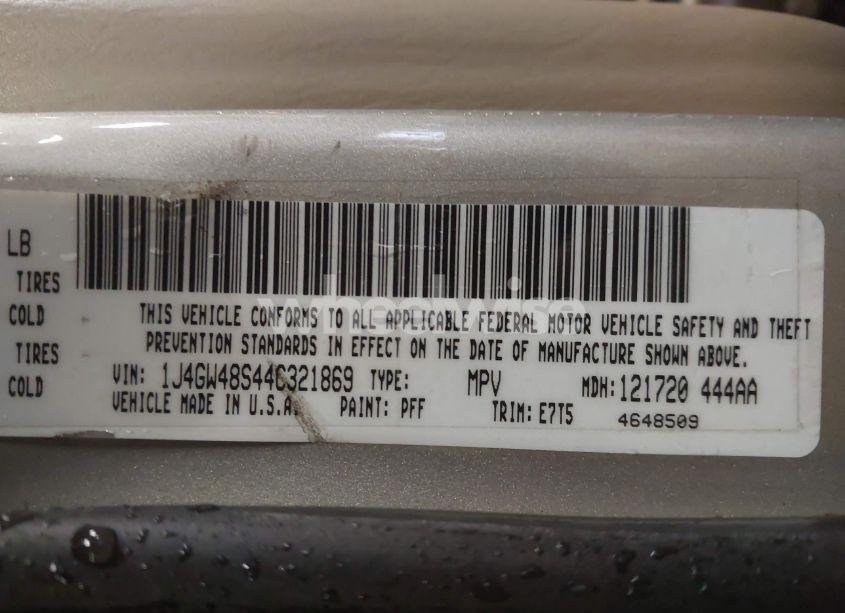 LB
TIRES
COLD
TIRES
COLD
THIS VEHICLE CONFORMS TO ALL APPLICABLE FEDERAL MOTOR VEHICLE SAFETY AND THEFT
PREVENTION STANDARDS IN EFFECT ON THE DATE OF MANUFACTURE SHOWN ABOVE.
VIN: 1J4GW48S44C321869 TYPE: MPV MDH:121720 444AA
VEHICLE MADE IN U.S.A. PAINT: PFF TRIM: E7T5 4648509
wheelwise